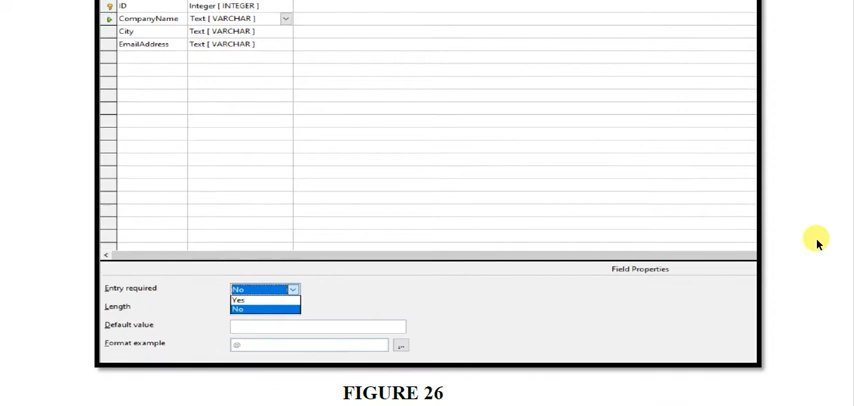 ID Integer [ INTEGER ]
CompanyName Text [ VARCHAR ]
City Text [ VARCHAR ]
EmailAddress Text [ VARCHAR ]
Field Properties
Entry required No
Yes
Length No
Default value
Format example @ ...
FIGURE 26